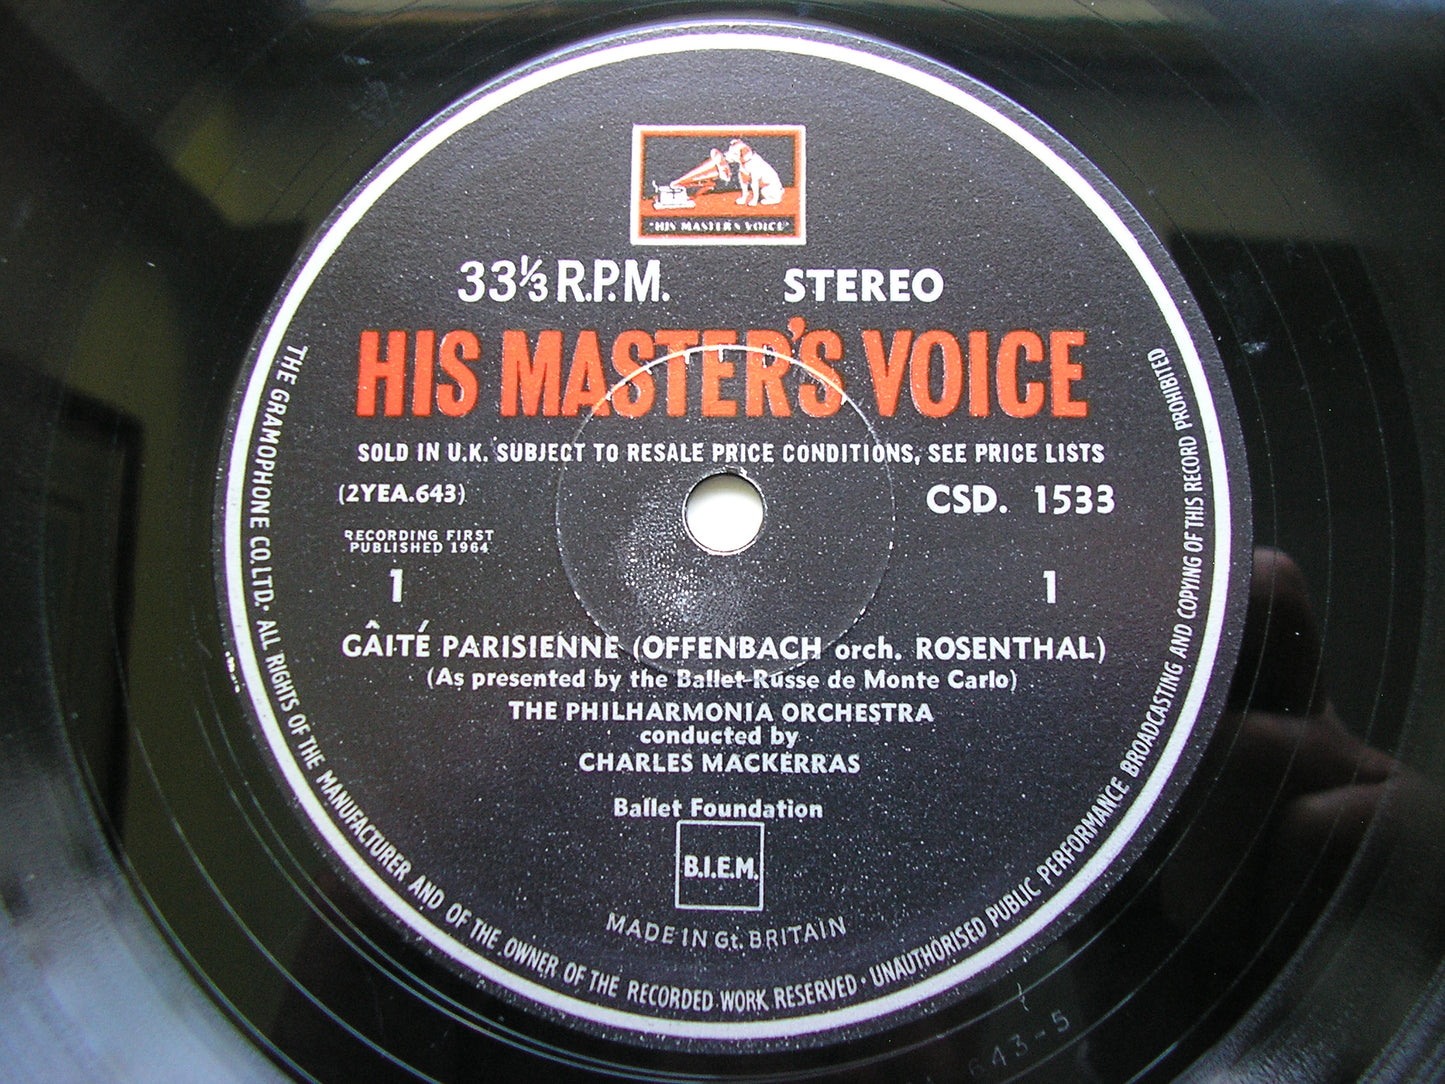 "HIS MASTER'S VOICE"
33⅓ R.P.M. STEREO
HIS MASTER'S VOICE
SOLD IN U.K. SUBJECT TO RESALE PRICE CONDITIONS, SEE PRICE LISTS
(2YEA.643) CSD. 1533
RECORDING FIRST
PUBLISHED 1964
1 1
GÂITÉ PARISIENNE (OFFENBACH orch. ROSENTHAL)
(As presented by the Ballet Russe de Monte Carlo)
THE PHILHARMONIA ORCHESTRA
conducted by
CHARLES MACKERRAS
Ballet Foundation
B.I.E.M.
MADE IN Gt. BRITAIN
THE GRAMOPHONE CO. LTD. · ALL RIGHTS OF THE MANUFACTURER AND OF THE OWNER OF THE RECORDED WORK RESERVED · UNAUTHORISED PUBLIC PERFORMANCE BROADCASTING AND COPYING OF THIS RECORD PROHIBITED
643-5